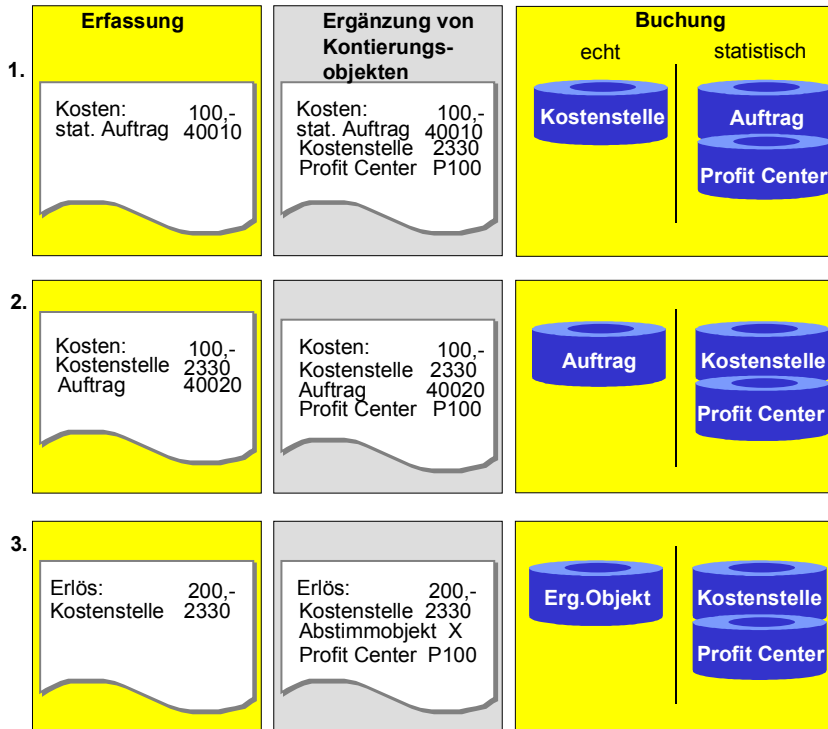 Erfassung
Ergänzung von
Kontierungs-
objekten
Buchung
echt
statistisch
1.
Kosten: 100,-
stat. Auftrag 40010
Kosten: 100,-
stat. Auftrag 40010
Kostenstelle 2330
Profit Center P100
Kostenstelle
Auftrag
Profit Center
2.
Kosten: 100,-
Kostenstelle 2330
Auftrag 40020
Kosten: 100,-
Kostenstelle 2330
Auftrag 40020
Profit Center P100
Auftrag
Kostenstelle
Profit Center
3.
Erlös: 200,-
Kostenstelle 2330
Erlös: 200,-
Kostenstelle 2330
Abstimmobjekt X
Profit Center P100
Erg.Objekt
Kostenstelle
Profit Center